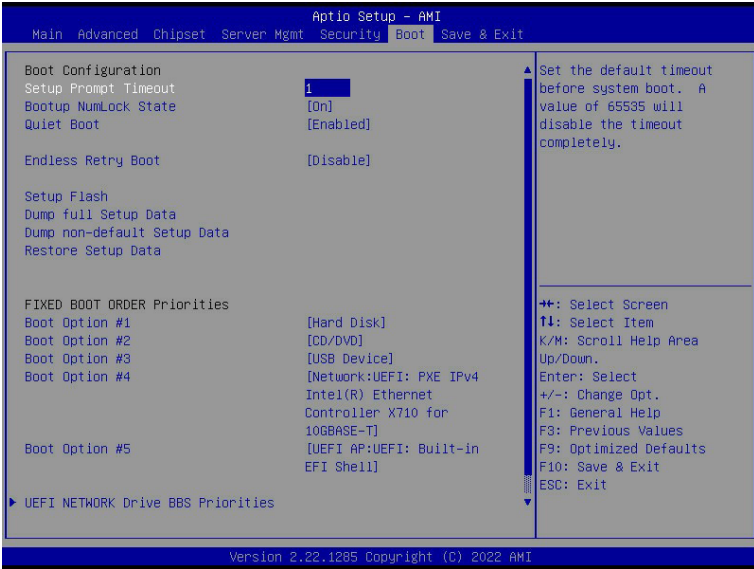 Aptio Setup – AMI
Main Advanced Chipset Server Mgmt Security Boot Save & Exit
Boot Configuration
Setup Prompt Timeout 1
Bootup NumLock State [On]
Quiet Boot [Enabled]
Endless Retry Boot [Disable]
Setup Flash
Dump full Setup Data
Dump non-default Setup Data
Restore Setup Data
FIXED BOOT ORDER Priorities
Boot Option #1 [Hard Disk]
Boot Option #2 [CD/DVD]
Boot Option #3 [USB Device]
Boot Option #4 [Network:UEFI: PXE IPv4
Intel(R) Ethernet
Controller X710 for
10GBASE-T]
Boot Option #5 [UEFI AP:UEFI: Built-in
EFI Shell]
UEFI NETWORK Drive BBS Priorities
Set the default timeout
before system boot. A
value of 65535 will
disable the timeout
completely.
→←: Select Screen
↑↓: Select Item
K/M: Scroll Help Area
Up/Down.
Enter: Select
+/-: Change Opt.
F1: General Help
F3: Previous Values
F9: Optimized Defaults
F10: Save & Exit
ESC: Exit
Version 2.22.1285 Copyright (C) 2022 AMI